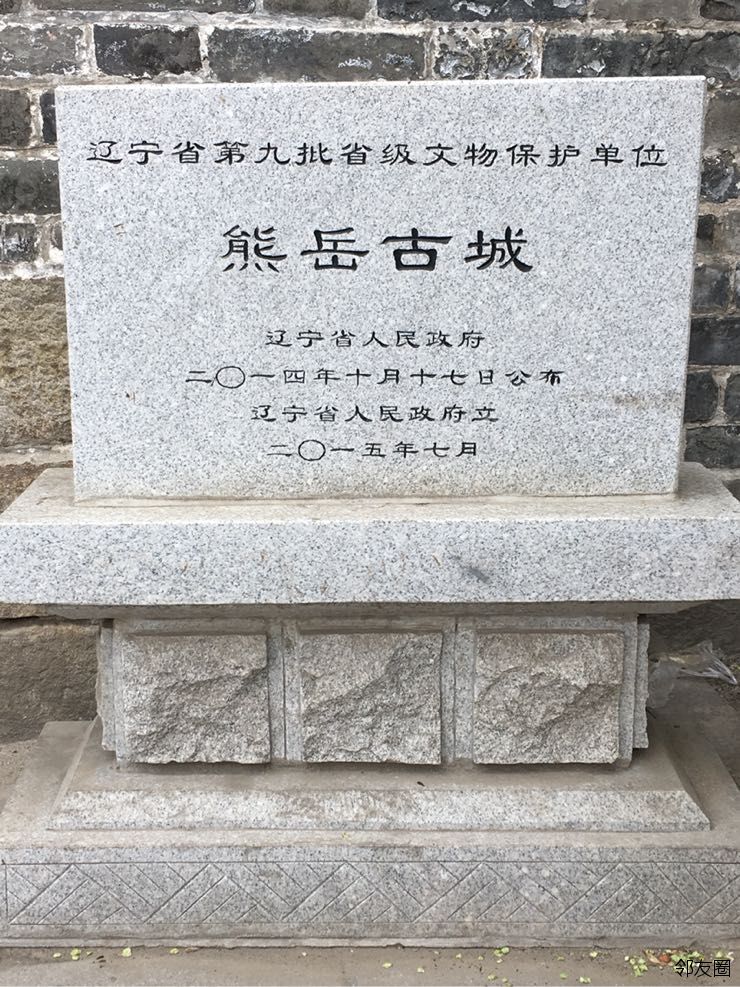 辽宁省第九批省级文物保护单位
熊岳古城
辽宁省人民政府
二〇一四年十月十七日公布
辽宁省人民政府立
二〇一五年七月
邻友圈